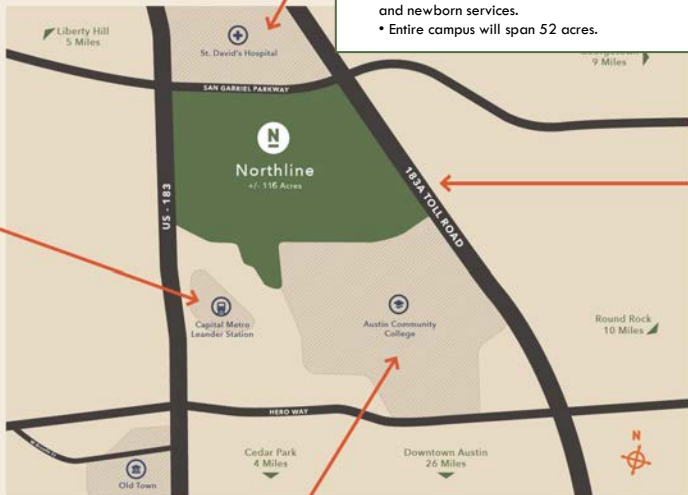 and newborn services.
• Entire campus will span 52 acres.
Liberty Hill
5 Miles
St. David's Hospital
9 Miles
SAN GABRIEL PARKWAY
N
Northline
+/- 116 Acres
US - 183
183A TOLL ROAD
Capital Metro
Leander Station
Austin Community
College
Round Rock
10 Miles
HERO WAY
Cedar Park
4 Miles
Downtown Austin
26 Miles
N
Old Town